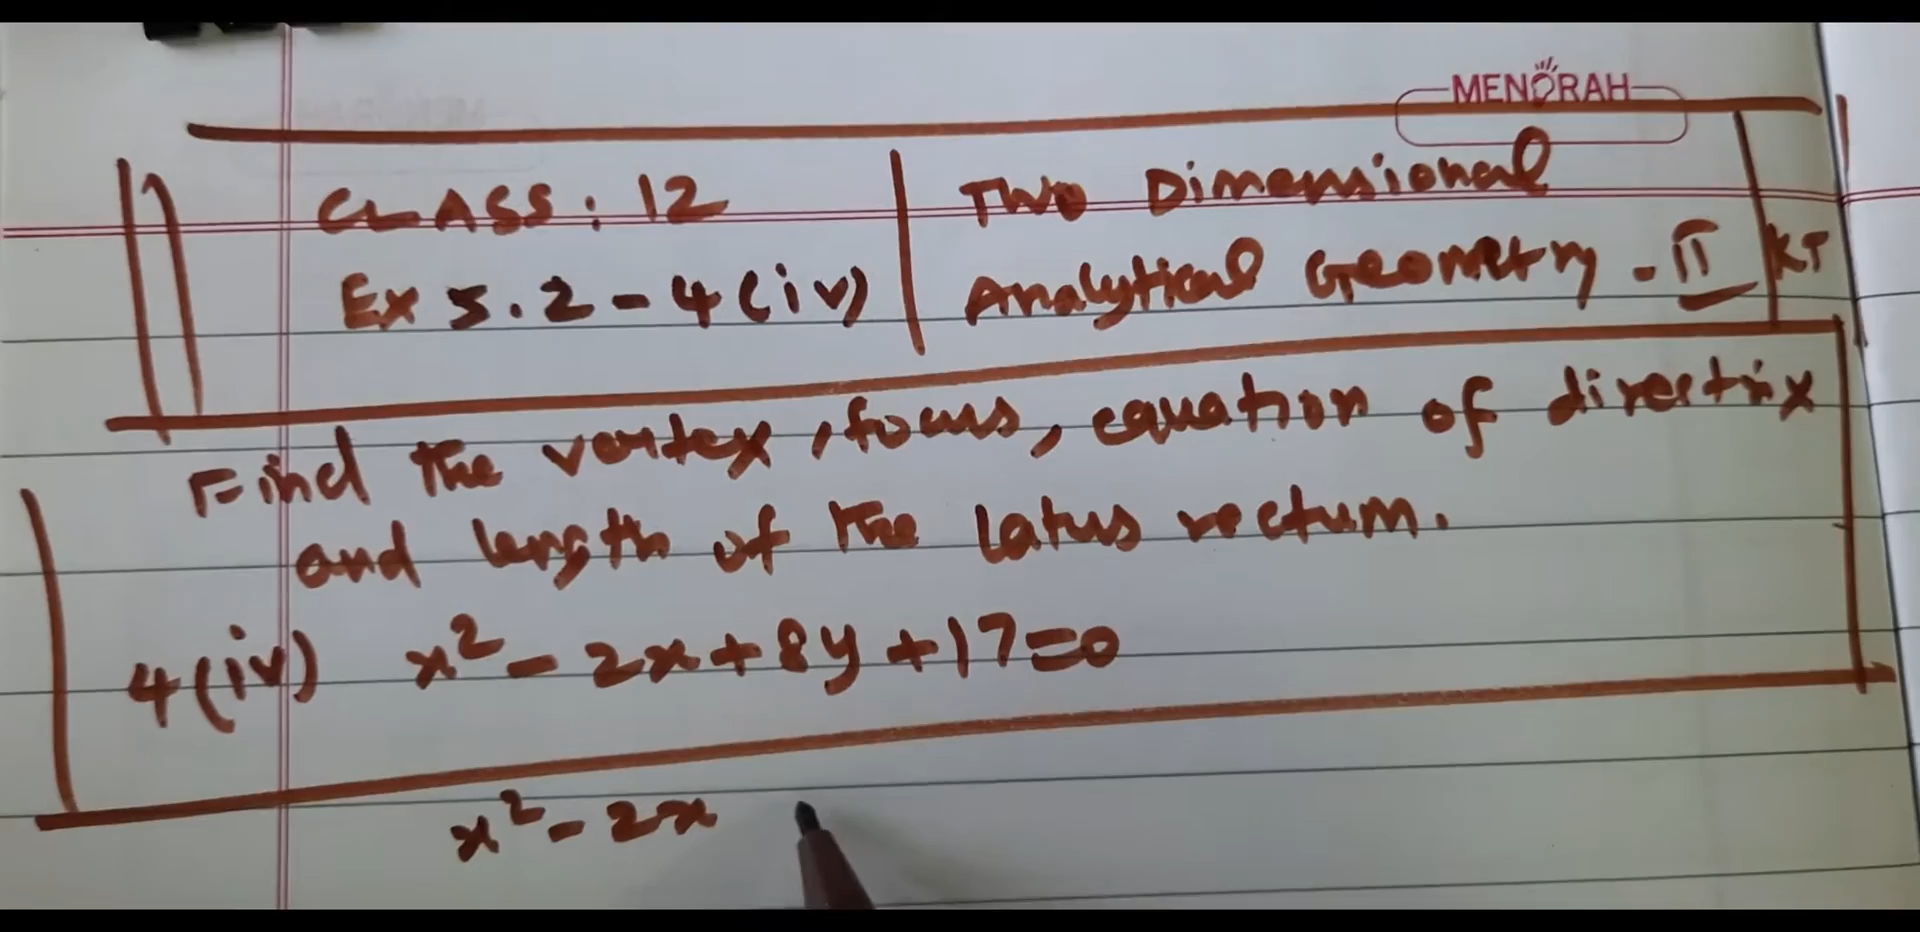 MENORAH
CLASS: 12
Ex 5.2 - 4(iv)
Two Dimensional
Analytical Geometry - II
KT
Find the vertex, focus, equation of directrix
and length of the latus rectum.
4(iv) x² - 2x + 8y + 17 = 0
x² - 2x